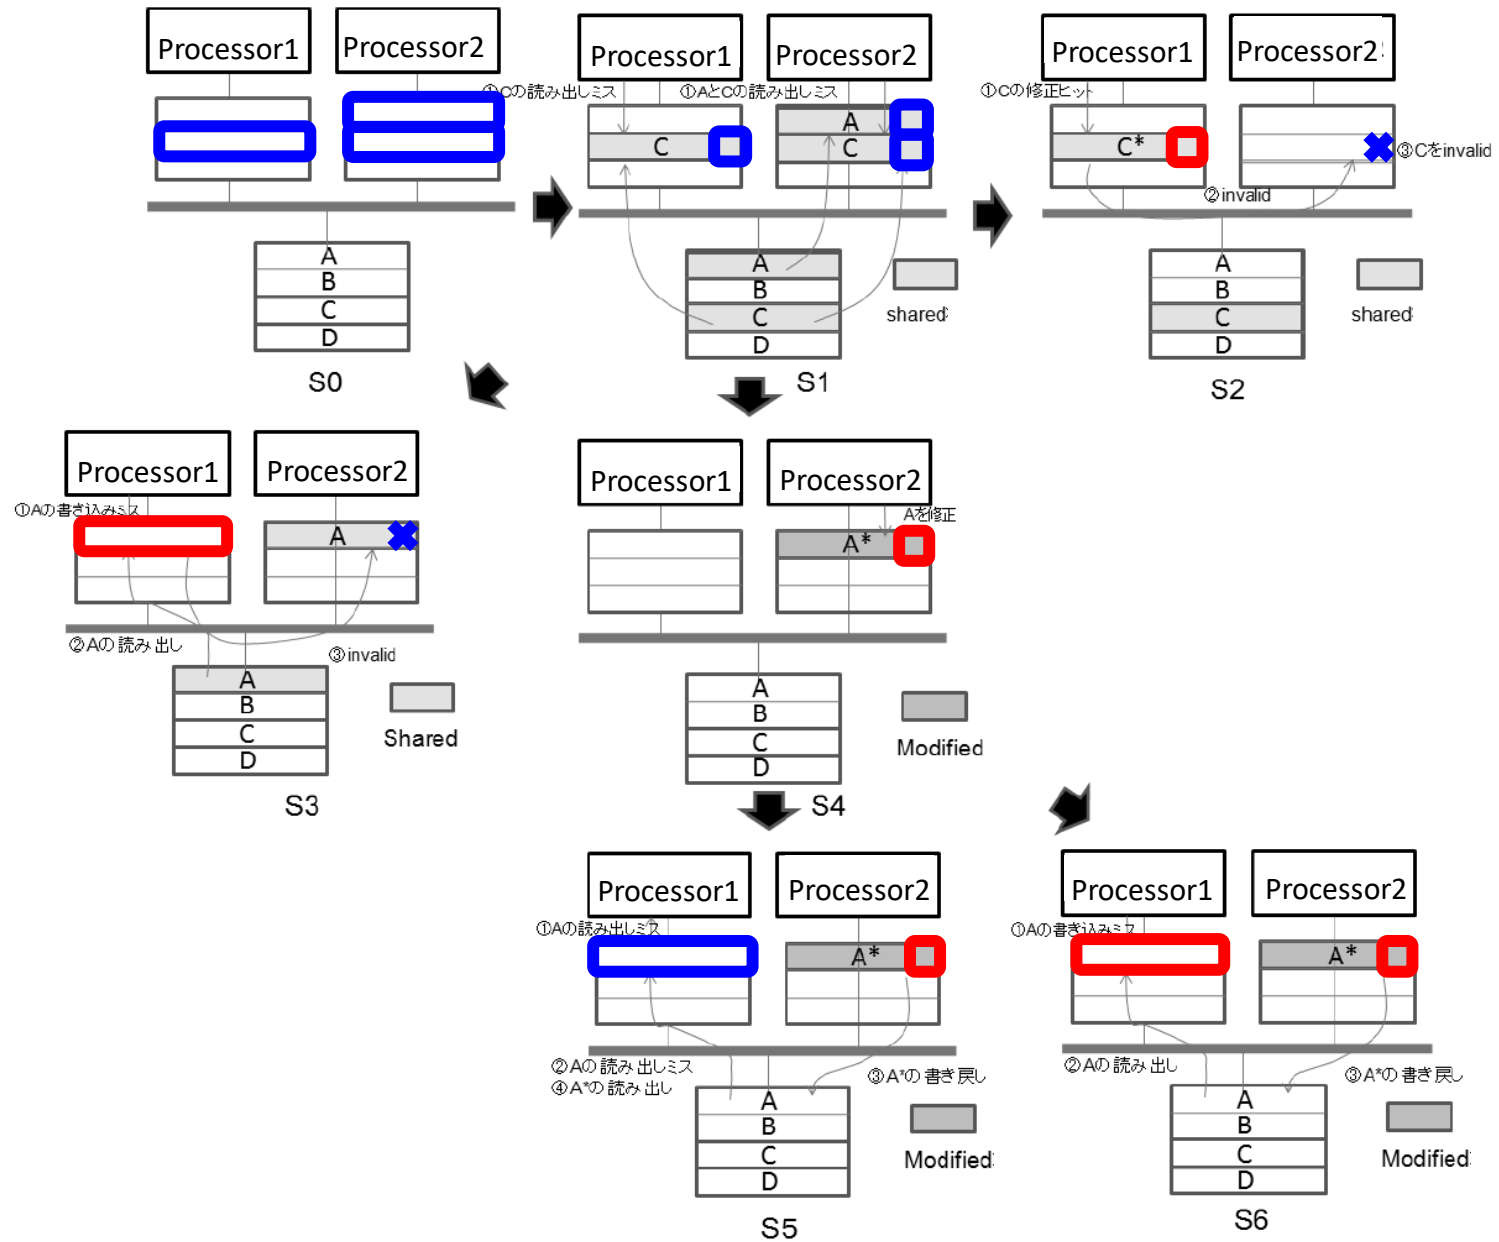 Processor1
Processor2
①Cの読み出しミス
A
B
C
D
S0
Processor1
Processor2
①AとCの読み出しミス
C
A
C
A
B
C
D
shared
S1
Processor1
Processor2
①Cの修正ヒット
C*
③Cをinvalid
②invalid
A
B
C
D
shared
S2
Processor1
Processor2
①Aの書き込みミス
A
②Aの読み出し
③invalid
A
B
C
D
Shared
S3
Processor1
Processor2
Aを修正
A*
A
B
C
D
Modified
S4
Processor1
Processor2
①Aの読み出しミス
A*
②Aの読み出しミス
④A*の読み出し
③A*の書き戻し
A
B
C
D
Modified
S5
Processor1
Processor2
①Aの書き込みミス
A*
②Aの読み出し
③A*の書き戻し
A
B
C
D
Modified
S6